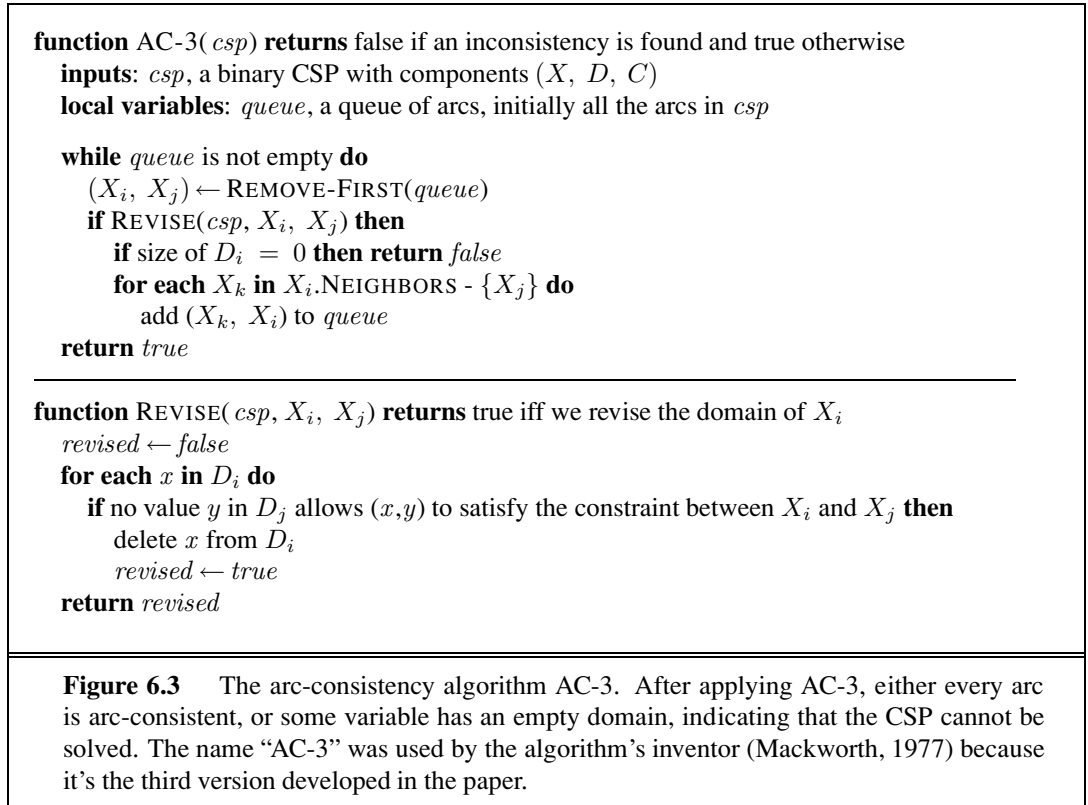 function AC-3(csp) returns false if an inconsistency is found and true otherwise
inputs: csp, a binary CSP with components (X, D, C)
local variables: queue, a queue of arcs, initially all the arcs in csp
while queue is not empty do
(Xi, Xj) ← REMOVE-FIRST(queue)
if REVISE(csp, Xi, Xj) then
if size of Di = 0 then return false
for each Xk in Xi.NEIGHBORS - {Xj} do
add (Xk, Xi) to queue
return true
function REVISE(csp, Xi, Xj) returns true iff we revise the domain of Xi
revised ← false
for each x in Di do
if no value y in Dj allows (x,y) to satisfy the constraint between Xi and Xj then
delete x from Di
revised ← true
return revised
Figure 6.3 The arc-consistency algorithm AC-3. After applying AC-3, either every arc
is arc-consistent, or some variable has an empty domain, indicating that the CSP cannot be
solved. The name “AC-3” was used by the algorithm’s inventor (Mackworth, 1977) because
it’s the third version developed in the paper.